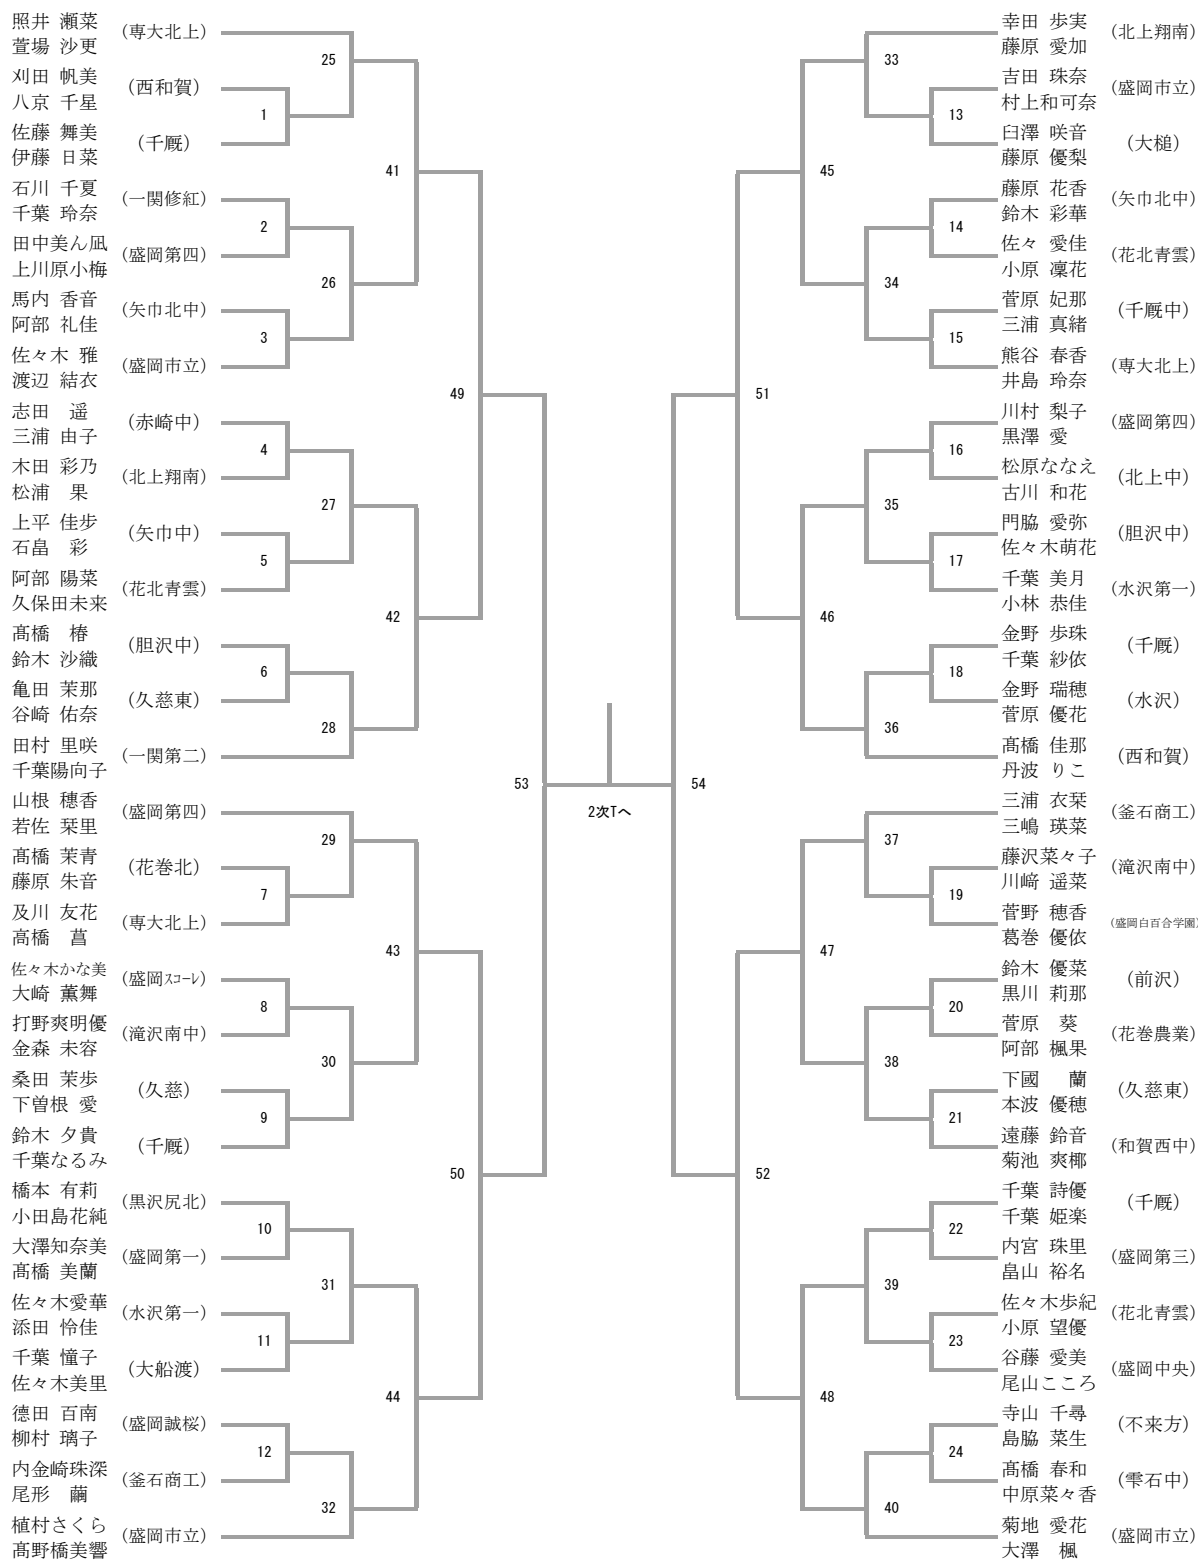 照井 瀬菜
萱場 沙更
(専大北上)
刈田 帆美
八京 千星
(西和賀)
佐藤 舞美
伊藤 日菜
(千厩)
石川 千夏
千葉 玲奈
(一関修紅)
田中美ん凪
上川原小梅
(盛岡第四)
馬内 香音
阿部 礼佳
(矢巾北中)
佐々木 雅
渡辺 結衣
(盛岡市立)
志田 遥
三浦 由子
(赤崎中)
木田 彩乃
松浦 果
(北上翔南)
上平 佳歩
石畠 彩
(矢巾中)
阿部 陽菜
久保田未来
(花北青雲)
髙橋 椿
鈴木 沙織
(胆沢中)
亀田 茉那
谷崎 佑奈
(久慈東)
田村 里咲
千葉陽向子
(一関第二)
山根 穂香
若佐 栞里
(盛岡第四)
髙橋 茉青
藤原 朱音
(花巻北)
及川 友花
高橋 菖
(専大北上)
佐々木かな美
大崎 薫舞
(盛岡ｽｺｰﾚ)
打野爽明優
金森 未容
(滝沢南中)
桑田 茉歩
下曽根 愛
(久慈)
鈴木 夕貴
千葉なるみ
(千厩)
橋本 有莉
小田島花純
(黒沢尻北)
大澤知奈美
髙橋 美蘭
(盛岡第一)
佐々木愛華
添田 怜佳
(水沢第一)
千葉 憧子
佐々木美里
(大船渡)
德田 百南
柳村 璃子
(盛岡誠桜)
内金崎珠深
尾形 繭
(釜石商工)
植村さくら
髙野橋美響
(盛岡市立)
1
2
3
4
5
6
7
8
9
10
11
12
25
26
27
28
29
30
31
32
41
42
43
44
49
50
53
2次Tへ
54
51
52
45
46
47
48
33
34
35
36
37
38
39
40
13
14
15
16
17
18
19
20
21
22
23
24
幸田 歩実
藤原 愛加
(北上翔南)
吉田 珠奈
村上和可奈
(盛岡市立)
臼澤 咲音
藤原 優梨
(大槌)
藤原 花香
鈴木 彩華
(矢巾北中)
佐々 愛佳
小原 凜花
(花北青雲)
菅原 妃那
三浦 真緒
(千厩中)
熊谷 春香
井島 玲奈
(専大北上)
川村 梨子
黒澤 愛
(盛岡第四)
松原ななえ
古川 和花
(北上中)
門脇 愛弥
佐々木萌花
(胆沢中)
千葉 美月
小林 恭佳
(水沢第一)
金野 歩珠
千葉 紗依
(千厩)
金野 瑞穂
菅原 優花
(水沢)
髙橋 佳那
丹波 りこ
(西和賀)
三浦 衣栞
三嶋 瑛菜
(釜石商工)
藤沢菜々子
川﨑 遥菜
(滝沢南中)
菅野 穂香
葛巻 優依
(盛岡白百合学園)
鈴木 優菜
黒川 莉那
(前沢)
菅原 葵
阿部 楓果
(花巻農業)
下國 蘭
本波 優穂
(久慈東)
遠藤 鈴音
菊池 爽椰
(和賀西中)
千葉 詩優
千葉 姫楽
(千厩)
内宮 珠里
畠山 裕名
(盛岡第三)
佐々木歩紀
小原 望優
(花北青雲)
谷藤 愛美
尾山こころ
(盛岡中央)
寺山 千尋
島脇 菜生
(不来方)
髙橋 春和
中原菜々香
(雫石中)
菊地 愛花
大澤 楓
(盛岡市立)